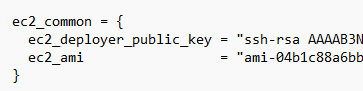 ec2_common = {
  ec2_deployer_public_key = "ssh-rsa AAAAB3N
  ec2_ami                 = "ami-04b1c88a6bb
}